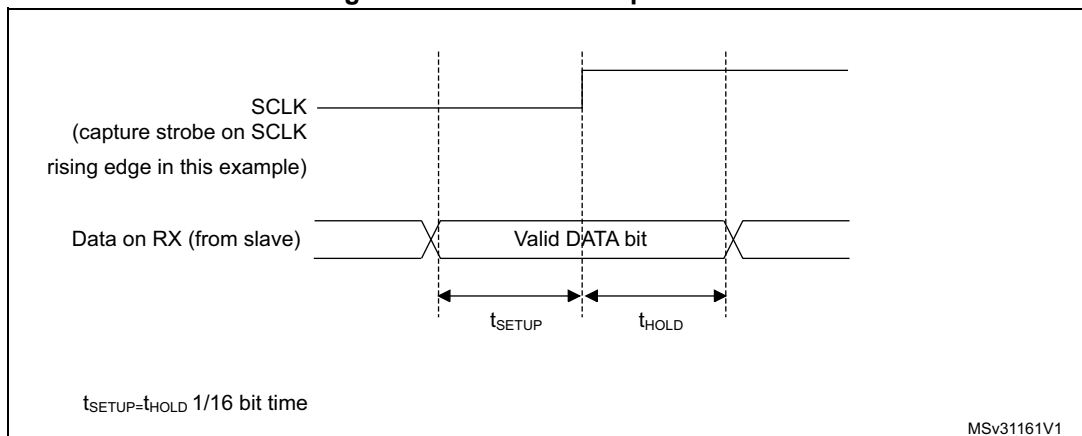 SCLK
(capture strobe on SCLK
rising edge in this example)
Data on RX (from slave)
Valid DATA bit
tSETUP
tHOLD
tSETUP=tHOLD 1/16 bit time
MSv31161V1